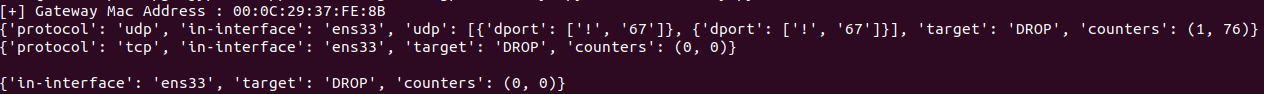 [+] Gateway Mac Address : 00:0C:29:37:FE:8B
{'protocol': 'udp', 'in-interface': 'ens33', 'udp': [{'dport': ['!', '67']}, {'dport': ['!', '67']}], 'target': 'DROP', 'counters': (1, 76)}
{'protocol': 'tcp', 'in-interface': 'ens33', 'target': 'DROP', 'counters': (0, 0)}
{'in-interface': 'ens33', 'target': 'DROP', 'counters': (0, 0)}